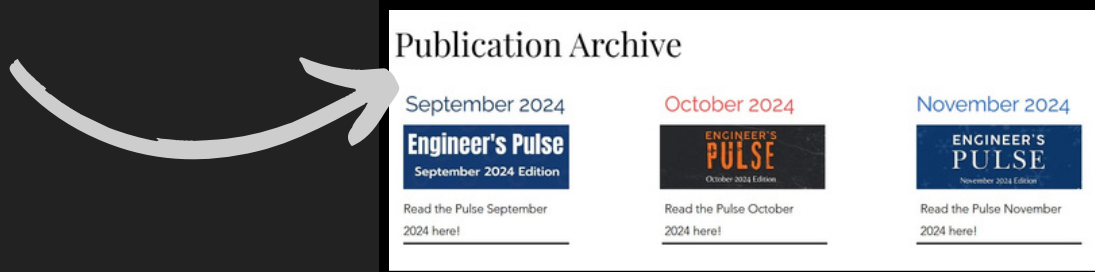 Publication Archive
September 2024
Engineer's Pulse
September 2024 Edition
Read the Pulse September
2024 here!
October 2024
ENGINEER'S
PULSE
October 2024 Edition
Read the Pulse October
2024 here!
November 2024
ENGINEER'S
PULSE
November 2024 Edition
Read the Pulse November
2024 here!